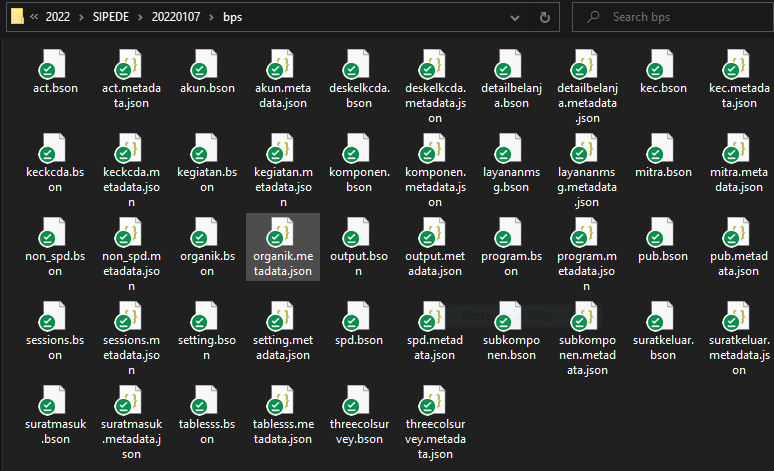 « 2022 > SIPEDE > 20220107 > bps
Search bps
act.bson
act.metada
ta.json
akun.bson
akun.meta
data.json
deskelkcda.
bson
deskelkcda.
metadata.js
on
detailbelanj
a.bson
detailbelanj
a.metadata
.json
kec.bson
kec.metadat
a.json
keckcda.bs
on
keckcda.m
etadata.jso
n
kegiatan.bs
on
kegiatan.m
etadata.jso
n
komponen.
bson
komponen.
metadata.js
on
layananms
g.bson
layananms
g.metadata
.json
mitra.bson
mitra.meta
data.json
non_spd.bs
on
non_spd.m
etadata.jso
n
organik.bs
on
organik.me
tadata.json
output.bso
n
output.met
adata.json
program.bs
on
program.m
etadata.jso
n
pub.bson
pub.metad
ata.json
sessions.bs
on
sessions.m
etadata.jso
n
setting.bso
n
setting.met
adata.json
spd.bson
spd.metad
ata.json
subkompo
nen.bson
subkompo
nen.metad
ata.json
suratkeluar.
bson
suratkeluar
.metadata.js
on
suratmasuk
.bson
suratmasuk
.metadata.j
son
tablesss.bs
on
tablesss.me
tadata.json
threecolsur
vey.bson
threecolsur
vey.metada
ta.json